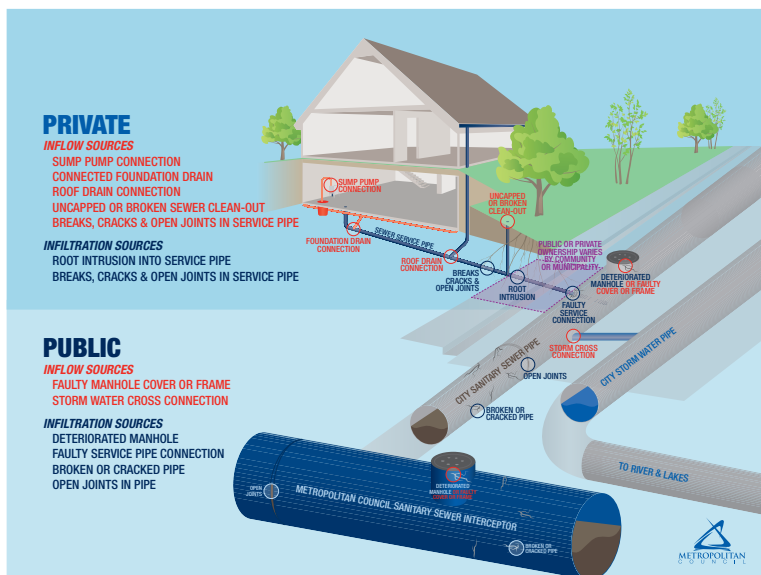 PRIVATE
INFLOW SOURCES
SUMP PUMP CONNECTION
CONNECTED FOUNDATION DRAIN
ROOF DRAIN CONNECTION
UNCAPPED OR BROKEN SEWER CLEAN-OUT
BREAKS, CRACKS & OPEN JOINTS IN SERVICE PIPE
INFILTRATION SOURCES
ROOT INTRUSION INTO SERVICE PIPE
BREAKS, CRACKS & OPEN JOINTS IN SERVICE PIPE
PUBLIC
INFLOW SOURCES
FAULTY MANHOLE COVER OR FRAME
STORM WATER CROSS CONNECTION
INFILTRATION SOURCES
DETERIORATED MANHOLE
FAULTY SERVICE PIPE CONNECTION
BROKEN OR CRACKED PIPE
OPEN JOINTS IN PIPE
SUMP PUMP
CONNECTION
FOUNDATION DRAIN
CONNECTION
SEWER SERVICE PIPE
ROOF DRAIN
CONNECTION
UNCAPPED
OR BROKEN
CLEAN-OUT
BREAKS
CRACKS &
OPEN JOINTS
ROOT
INTRUSION
PUBLIC OR PRIVATE
OWNERSHIP VARIES
BY COMMUNITY
OR MUNICIPALITY
FAULTY
SERVICE
CONNECTION
DETERIORATED
MANHOLE OR FAULTY
COVER OR FRAME
STORM CROSS
CONNECTION
CITY SANITARY SEWER PIPE
OPEN JOINTS
BROKEN OR
CRACKED PIPE
CITY STORM WATER PIPE
TO RIVER & LAKES
OPEN
JOINTS
DETERIORATED
MANHOLE OR FAULTY
COVER OR FRAME
METROPOLITAN COUNCIL SANITARY SEWER INTERCEPTOR
BROKEN OR
CRACKED PIPE
METROPOLITAN
COUNCIL